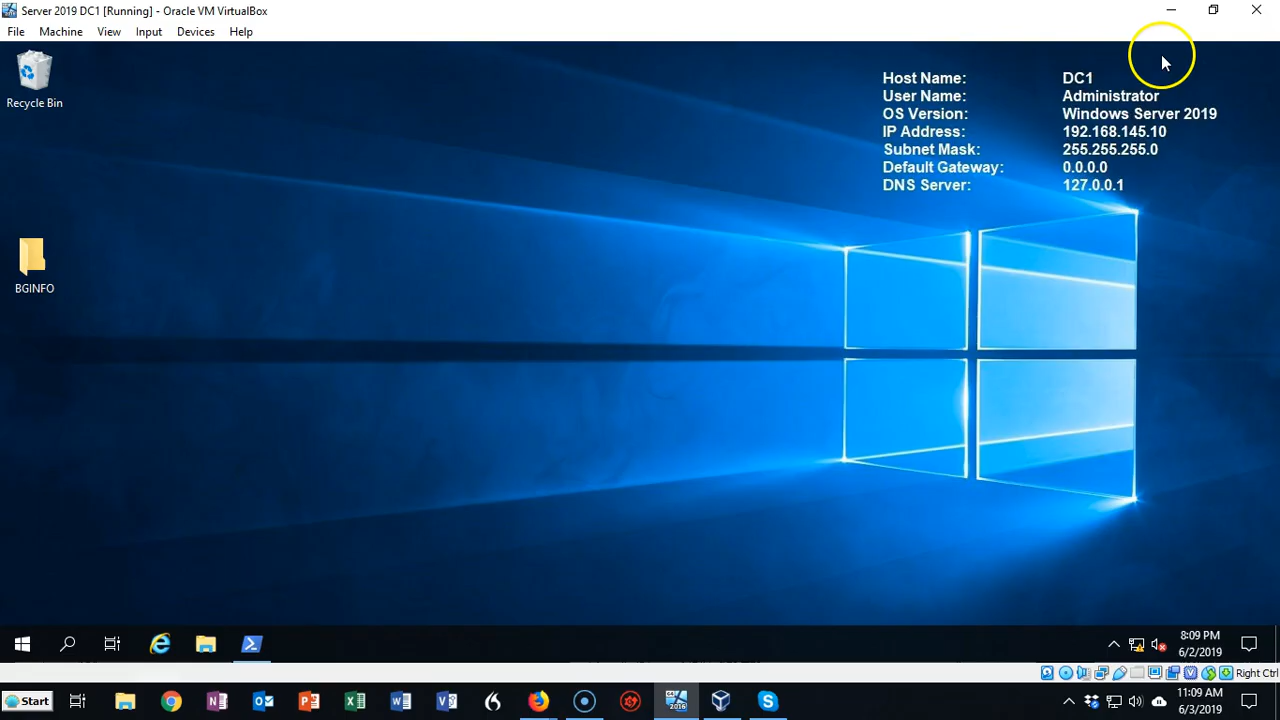 Server 2019 DC1 [Running] - Oracle VM VirtualBox
File Machine View Input Devices Help
Recycle Bin
Host Name: DC1
User Name: Administrator
OS Version: Windows Server 2019
IP Address: 192.168.145.10
Subnet Mask: 255.255.255.0
Default Gateway: 0.0.0.0
DNS Server: 127.0.0.1
BGINFO
8:09 PM
6/2/2019
Right Ctrl
Start
11:09 AM
6/3/2019